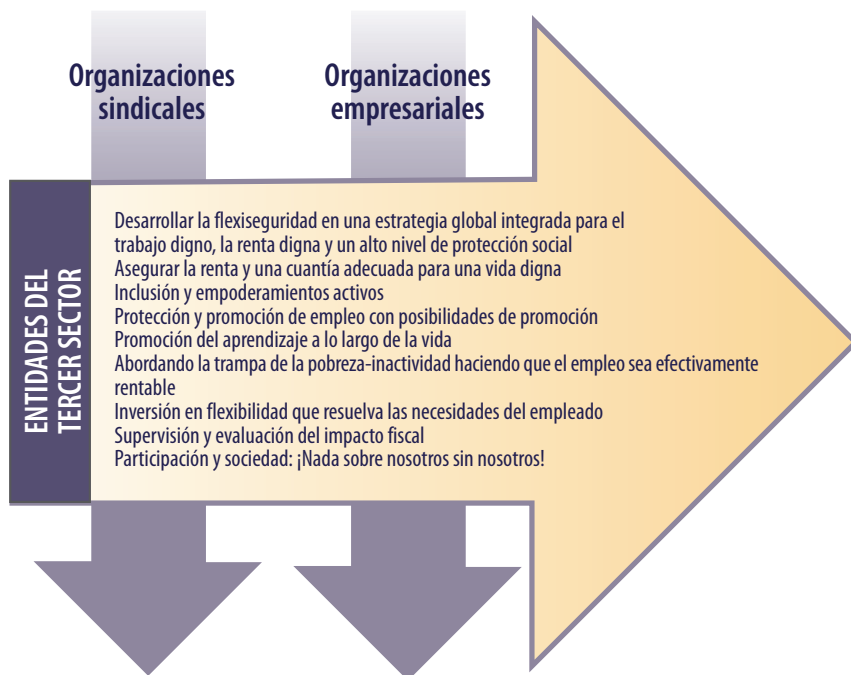 Organizaciones
sindicales
Organizaciones
empresariales
ENTIDADES DEL
TERCER SECTOR
Desarrollar la flexiseguridad en una estrategia global integrada para el
trabajo digno, la renta digna y un alto nivel de protección social
Asegurar la renta y una cuantía adecuada para una vida digna
Inclusión y empoderamientos activos
Protección y promoción de empleo con posibilidades de promoción
Promoción del aprendizaje a lo largo de la vida
Abordando la trampa de la pobreza-inactividad haciendo que el empleo sea efectivamente
rentable
Inversión en flexibilidad que resuelva las necesidades del empleado
Supervisión y evaluación del impacto fiscal
Participación y sociedad: ¡Nada sobre nosotros sin nosotros!